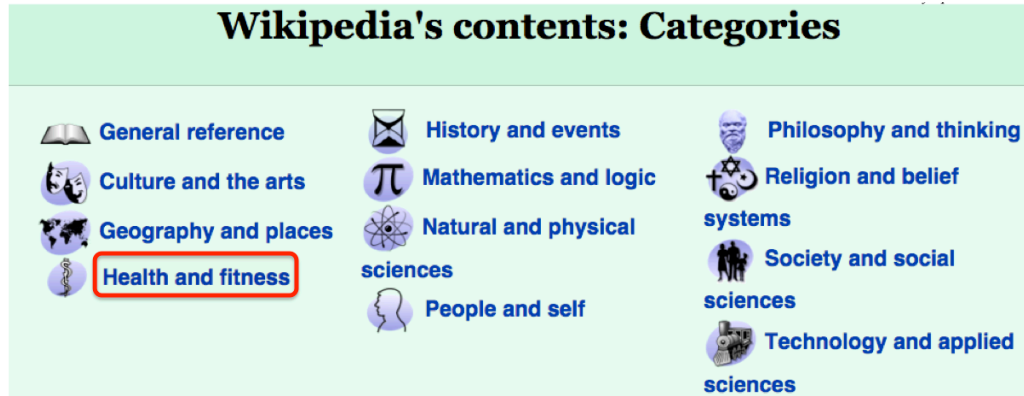 Wikipedia's contents: Categories
General reference
Culture and the arts
Geography and places
Health and fitness
History and events
Mathematics and logic
Natural and physical
sciences
People and self
Philosophy and thinking
Religion and belief
systems
Society and social
sciences
Technology and applied
sciences